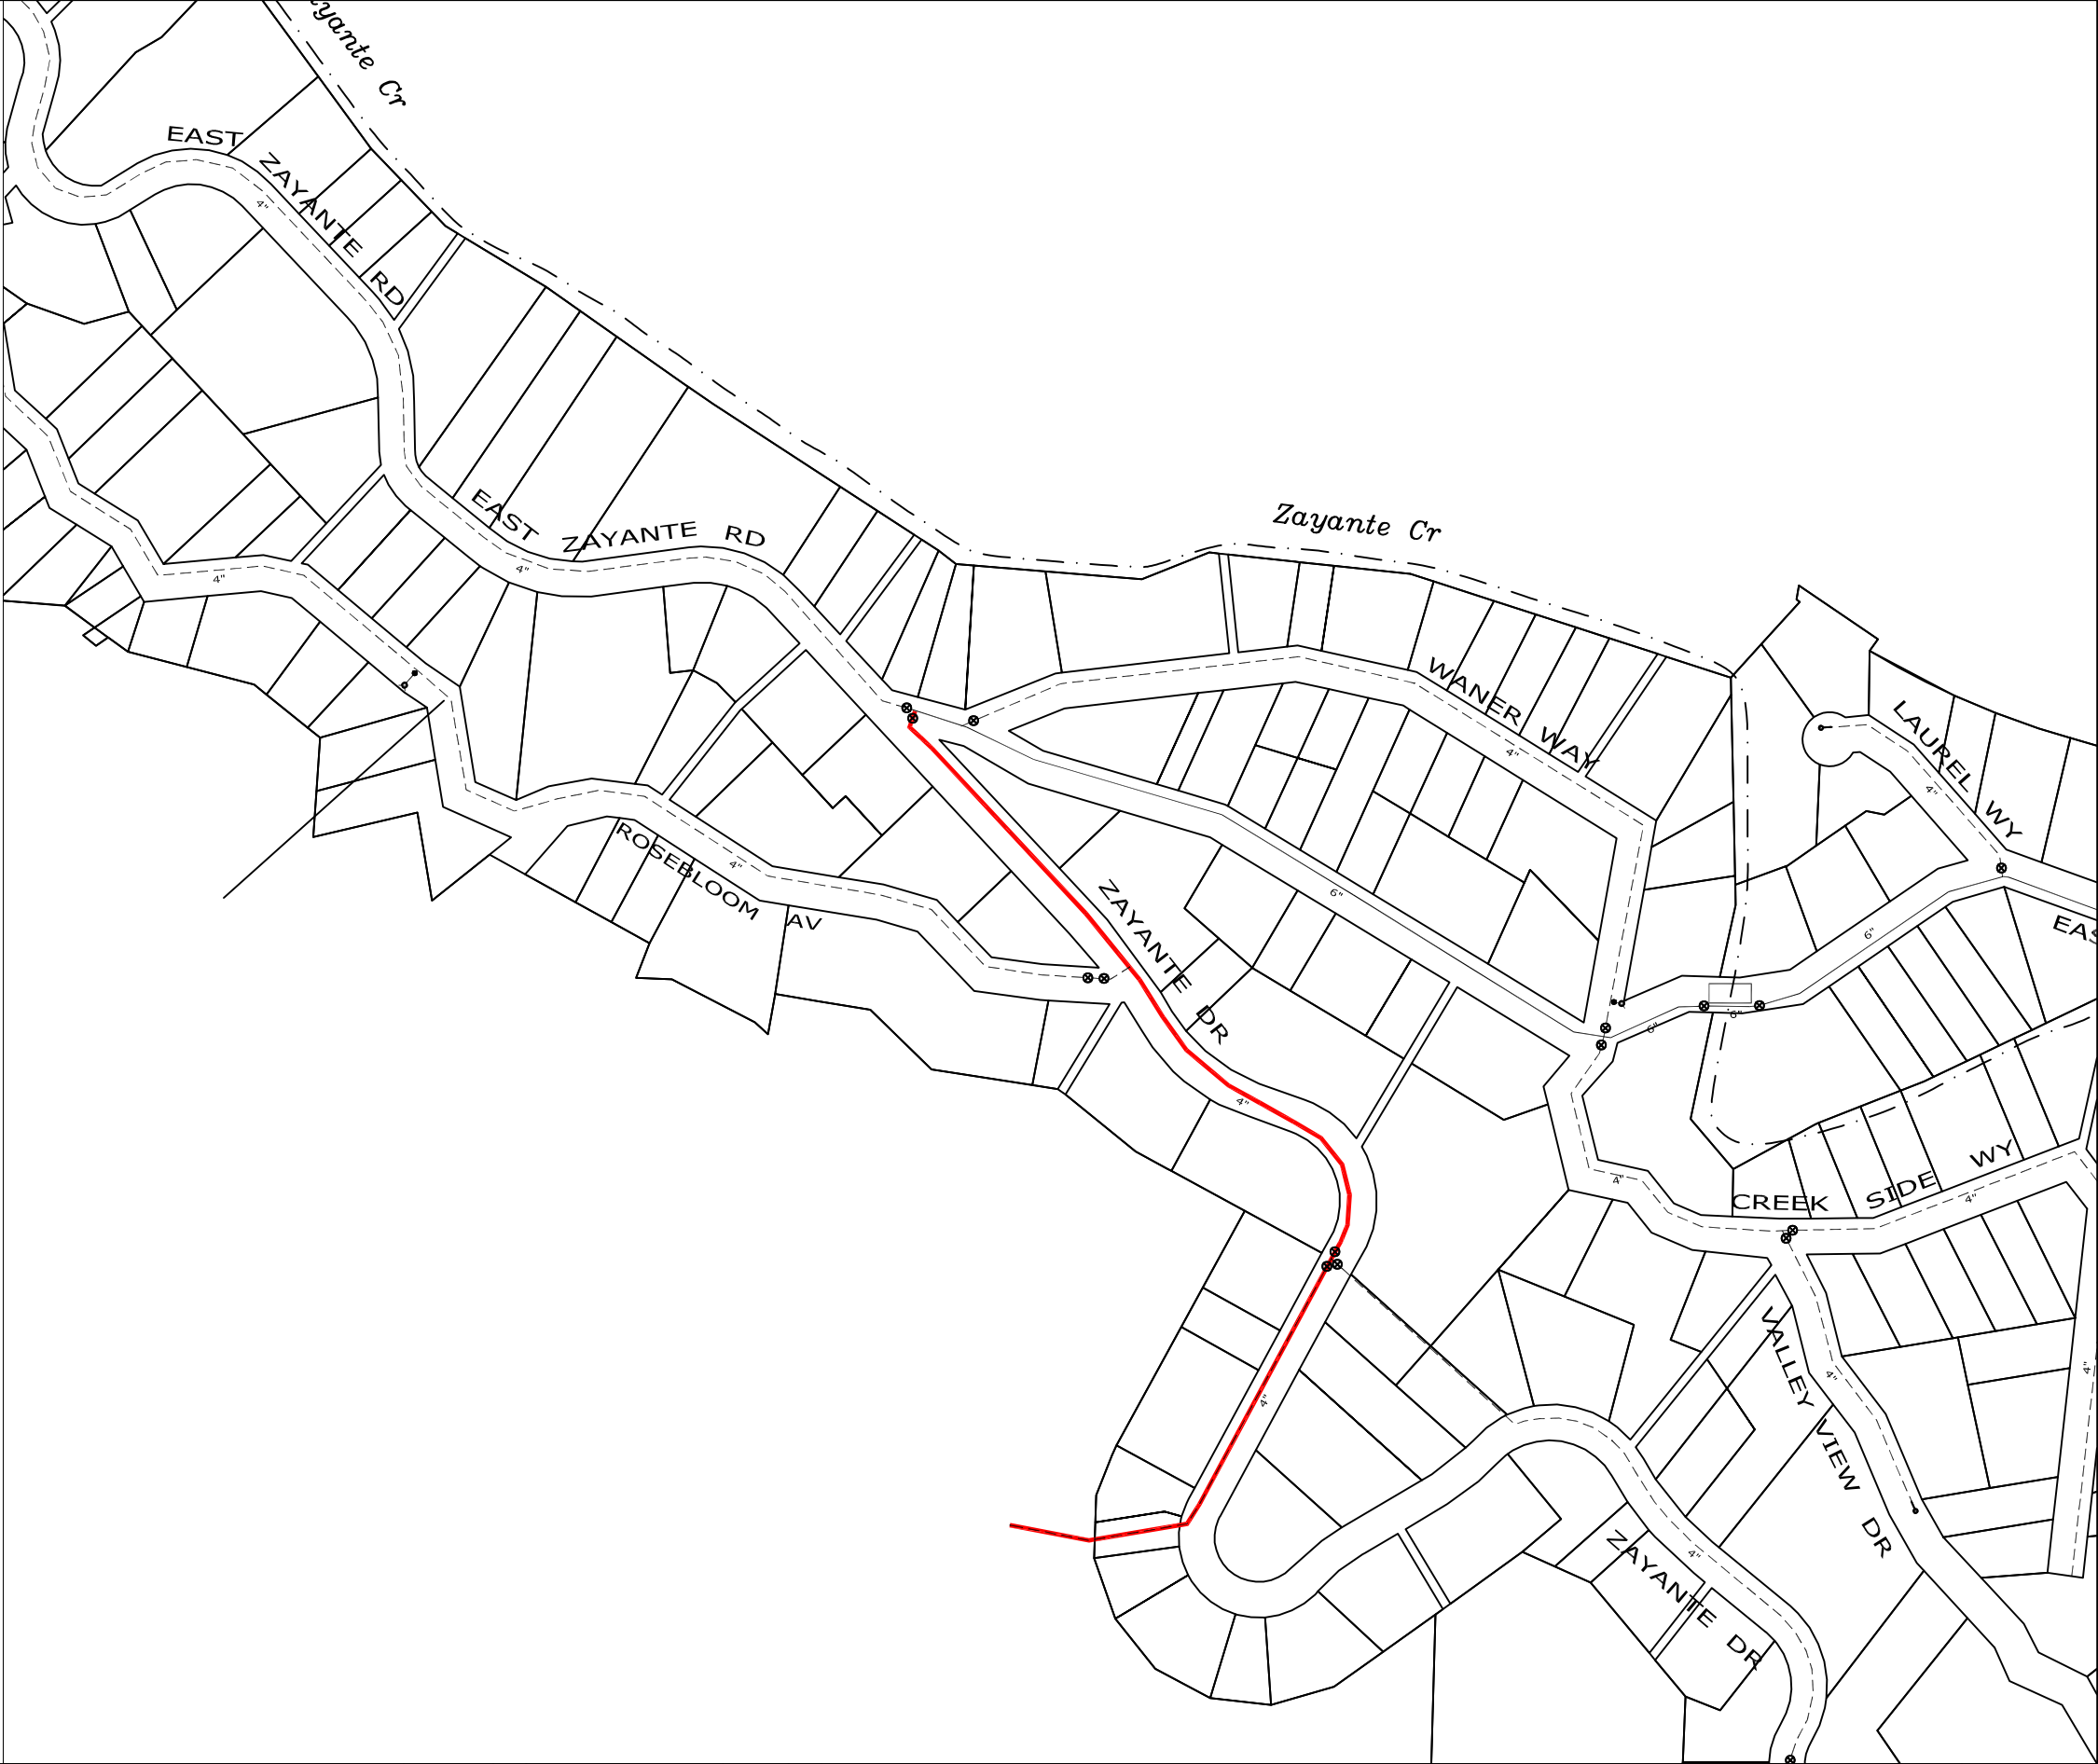 yante Cr
EAST ZAYANTE RD
4"
EAST ZAYANTE RD
4"
4"
Zayante Cr
WANER WAY
4"
LAUREL WY
4"
ROSEBLOOM AV
4"
6"
ZAYANTE DR
4"
6"
6"
6"
EAS
4"
CREEK SIDE WY
4"
VALLEY VIEW DR
4"
4"
4"
ZAYANTE DR
4"